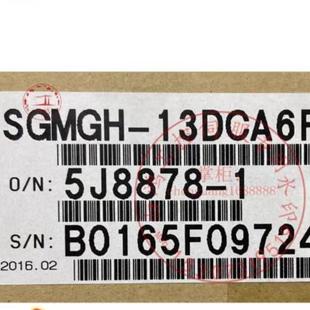 SGMGH-13DCA6F
O/N: 5J8878-1
S/N: B0165F09724
2016.02